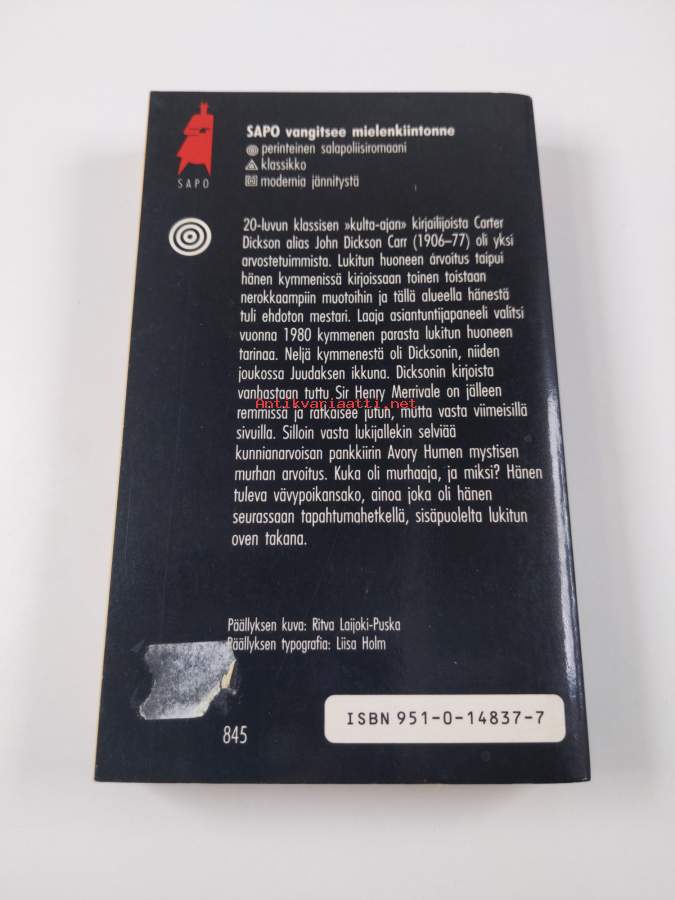 SAPO vangitsee mielenkiintonne
perinteinen salapoliisiromaani
klassikko
modernia jännitystä
SAPO
20-luvun klassisen »kulta-ajan» kirjailijoista Carter
Dickson alias John Dickson Carr (1906–77) oli yksi
arvostetuimmista. Lukitun huoneen arvoitus taipui
hänen kymmenissä kirjoissaan toinen toistaan
nerokkaampiin muotoihin ja tällä alueella hänestä
tuli ehdoton mestari. Laaja asiantuntijapaneeli valitsi
vuonna 1980 kymmenen parasta lukitun huoneen
tarinaa. Neljä kymmenestä oli Dicksonin, niiden
joukossa Juudaksen ikkuna. Dicksonin kirjoista
vanhastaan tuttu Sir Henry Merrivale on jälleen
Antikvariaatti.net
remmissä ja ratkaisee jutun, mutta vasta viimeisillä
sivuilla. Silloin vasta lukijallekin selviää
kunnianarvoisan pankkiirin Avory Humen mystisen
murhan arvoitus. Kuka oli murhaaja, ja miksi? Hänen
tuleva vävypoikansako, ainoa joka oli hänen
seurassaan tapahtumahetkellä, sisäpuolelta lukitun
oven takana.
Päällyksen kuva: Ritva Laijoki-Puska
Päällyksen typografia: Liisa Holm
845
ISBN 951-0-14837-7